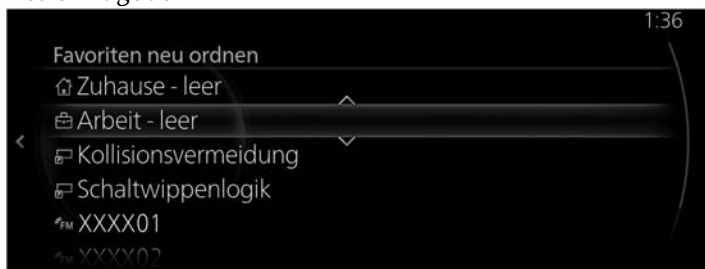 1:36
Favoriten neu ordnen
Zuhause - leer
Arbeit - leer
Kollisionsvermeidung
Schaltwippenlogik
FM XXXX01
FM XXXX02